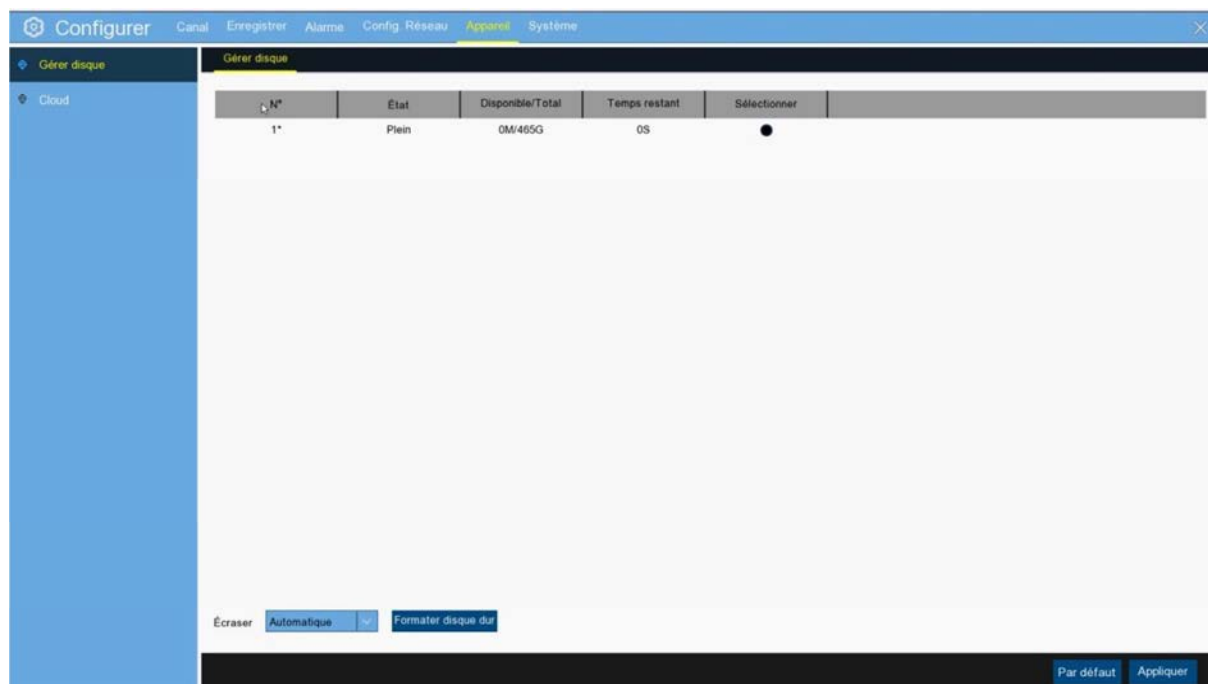 Configurer Canal Enregistrer Alarme Config. Réseau Appareil Système
Gérer disque
Cloud
Gérer disque
N° État Disponible/Total Temps restant Sélectionner
1* Plein 0M/465G 0S
Écraser Automatique Formater disque dur
Par défaut Appliquer